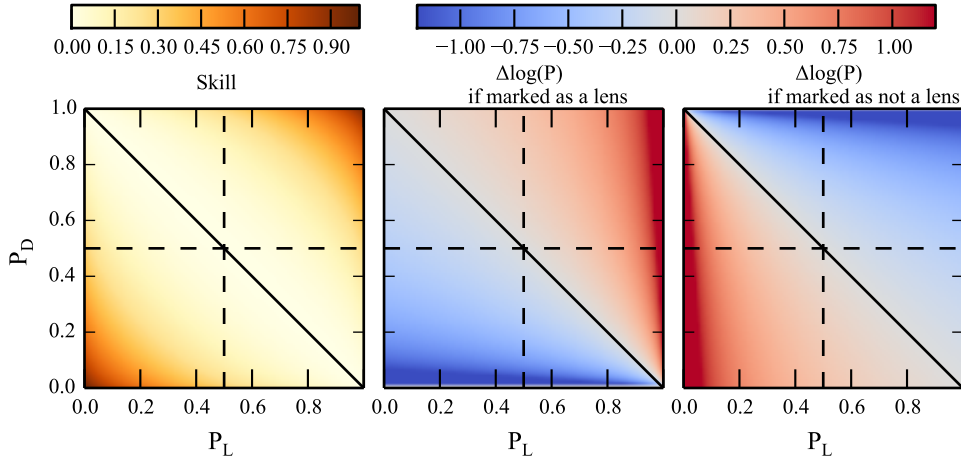 0.00 0.15 0.30 0.45 0.60 0.75 0.90
−1.00 −0.75 −0.50 −0.25 0.00 0.25 0.50 0.75 1.00
Skill
Δlog(P)
if marked as a lens
Δlog(P)
if marked as not a lens
1.0
0.8
0.6
0.4
0.2
0.0
P_D
0.0 0.2 0.4 0.6 0.8
0.0 0.2 0.4 0.6 0.8
0.0 0.2 0.4 0.6 0.8
P_L
P_L
P_L